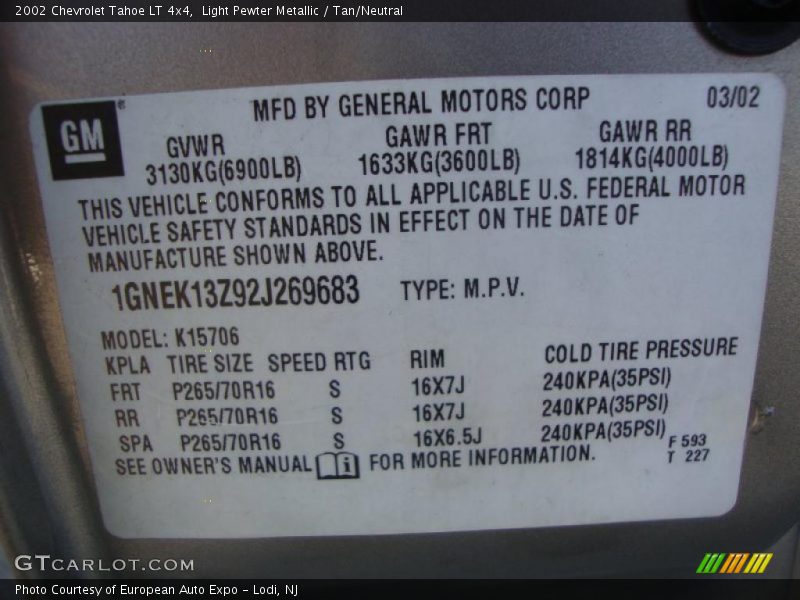 2002 Chevrolet Tahoe LT 4x4,  Light Pewter Metallic / Tan/Neutral
GM
MFD BY GENERAL MOTORS CORP 03/02
GVWR GAWR FRT GAWR RR
3130KG(6900LB) 1633KG(3600LB) 1814KG(4000LB)
THIS VEHICLE CONFORMS TO ALL APPLICABLE U.S. FEDERAL MOTOR
VEHICLE SAFETY STANDARDS IN EFFECT ON THE DATE OF
MANUFACTURE SHOWN ABOVE.
1GNEK13Z92J269683 TYPE: M.P.V.
MODEL: K15706
KPLA TIRE SIZE SPEED RTG RIM COLD TIRE PRESSURE
FRT P265/70R16 S 16X7J 240KPA(35PSI)
RR P265/70R16 S 16X7J 240KPA(35PSI)
SPA P265/70R16 S 16X6.5J 240KPA(35PSI)
F 593
SEE OWNER'S MANUAL i FOR MORE INFORMATION. T 227
GTCARLOT.COM
Photo Courtesy of European Auto Expo - Lodi, NJ